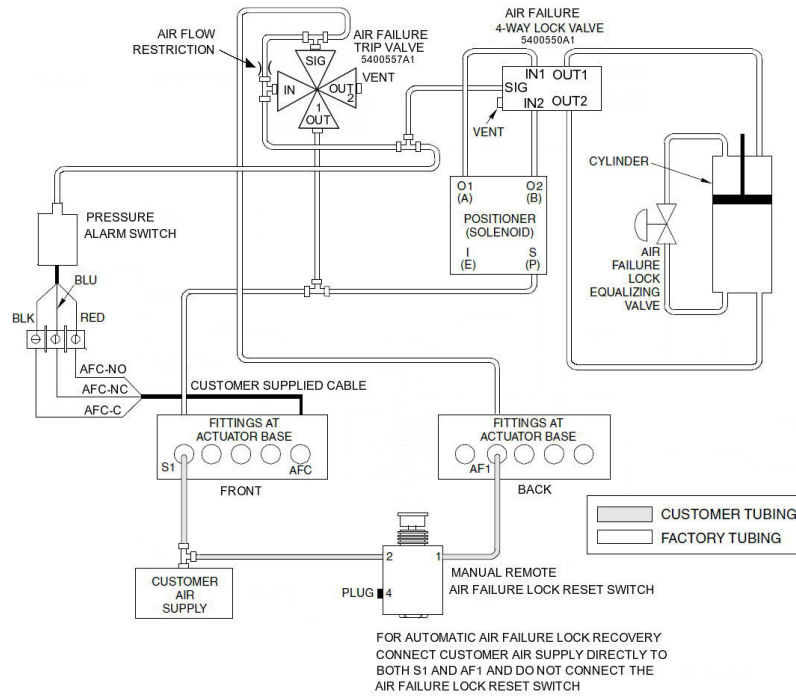 AIR FLOW
RESTRICTION
AIR FAILURE
TRIP VALVE
5400557A1
VENT
SIG
IN
OUT
2
1
OUT
AIR FAILURE
4-WAY LOCK VALVE
5400550A1
IN1
OUT1
SIG
IN2
OUT2
VENT
O1
(A)
O2
(B)
POSITIONER
(SOLENOID)
I
(E)
S
(P)
CYLINDER
AIR
FAILURE
LOCK
EQUALIZING
VALVE
PRESSURE
ALARM SWITCH
BLU
BLK
RED
AFC-NO
AFC-NC
AFC-C
CUSTOMER SUPPLIED CABLE
FITTINGS AT
ACTUATOR BASE
S1
AFC
FRONT
FITTINGS AT
ACTUATOR BASE
AF1
BACK
CUSTOMER TUBING
FACTORY TUBING
CUSTOMER
AIR
SUPPLY
2
1
PLUG
4
MANUAL REMOTE
AIR FAILURE LOCK RESET SWITCH
FOR AUTOMATIC AIR FAILURE LOCK RECOVERY
CONNECT CUSTOMER AIR SUPPLY DIRECTLY TO
BOTH S1 AND AF1 AND DO NOT CONNECT THE
AIR FAILURE LOCK RESET SWITCH